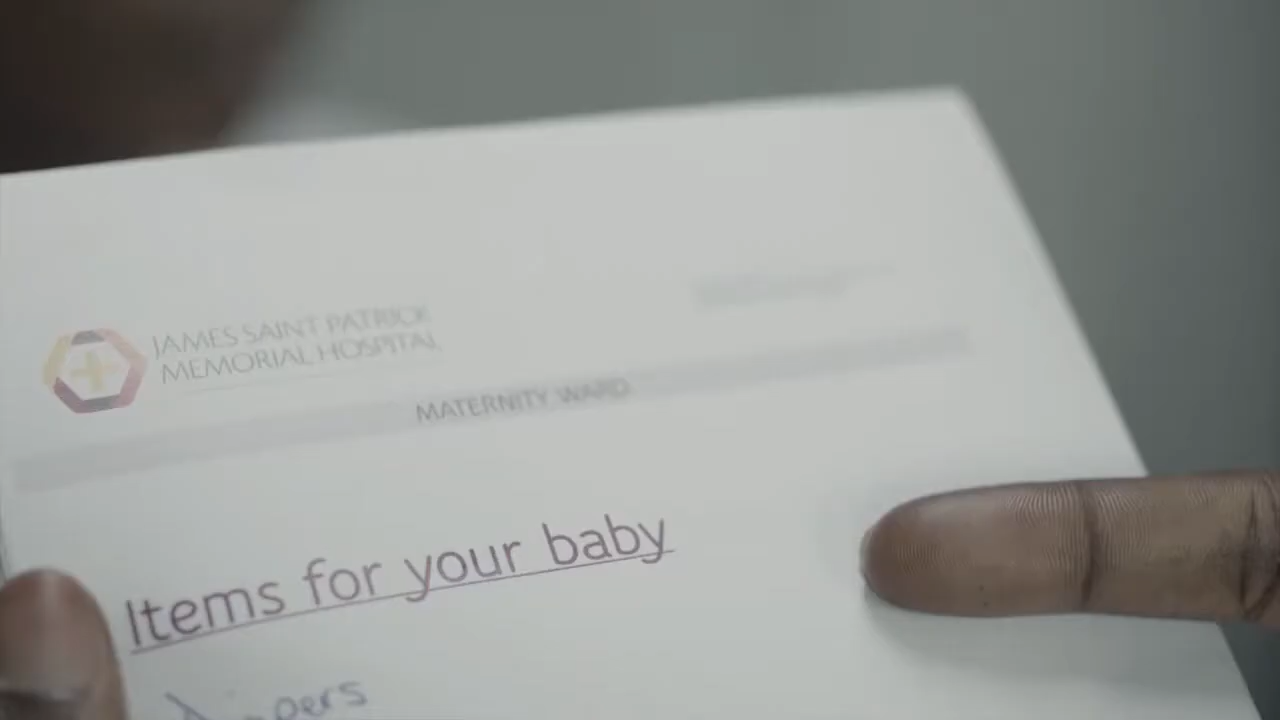 JAMES SAINT PATRICK
MEMORIAL HOSPITAL
MATERNITY WARD
Items for your baby